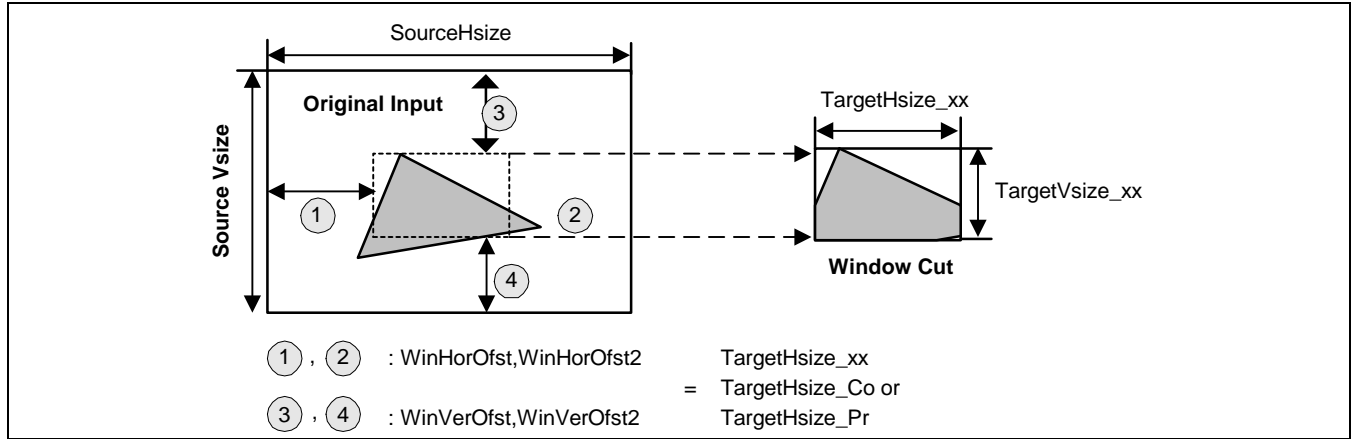 SourceHsize
Original Input
Source Vsize
3
1
2
4
TargetHsize_xx
TargetVsize_xx
Window Cut
1 , 2 : WinHorOfst,WinHorOfst2
3 , 4 : WinVerOfst,WinVerOfst2
TargetHsize_xx
= TargetHsize_Co or
TargetHsize_Pr